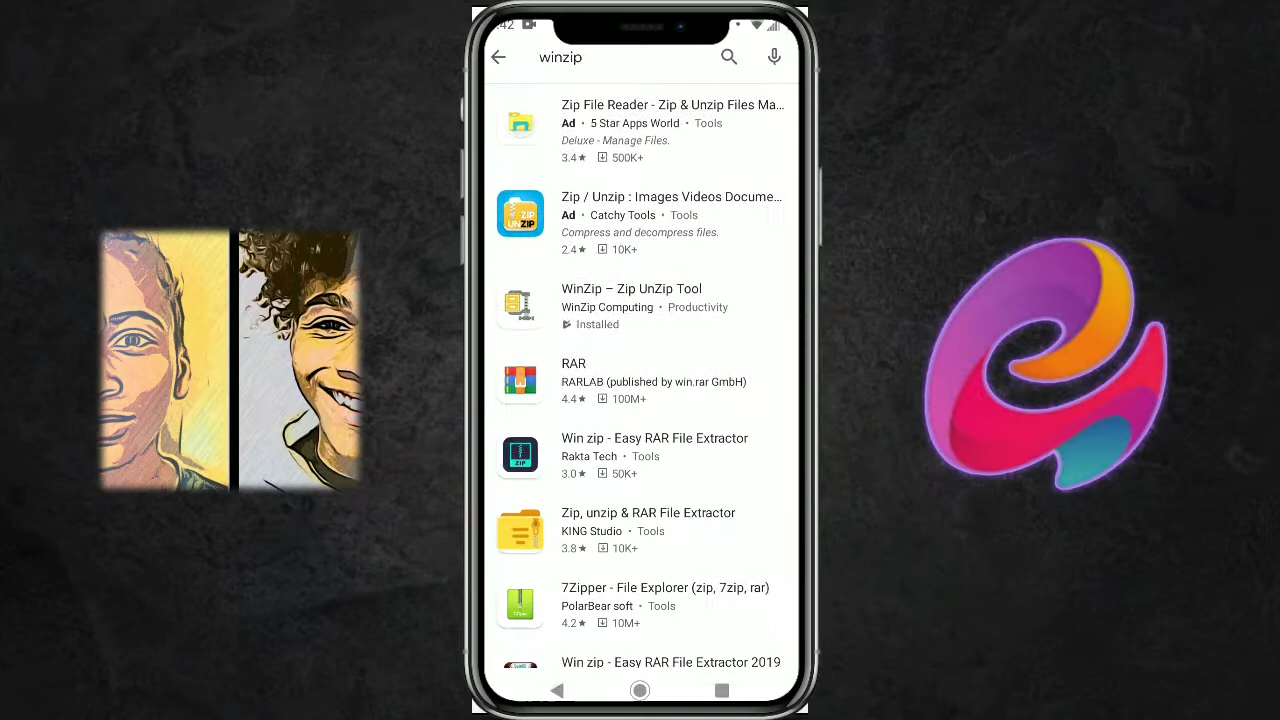 :42
winzip
Zip File Reader - Zip & Unzip Files Ma...
Ad • 5 Star Apps World • Tools
Deluxe - Manage Files.
3.4★ 500K+
Zip / Unzip : Images Videos Docume...
Ad • Catchy Tools • Tools
Compress and decompress files.
2.4★ 10K+
WinZip – Zip UnZip Tool
WinZip Computing • Productivity
Installed
RAR
RARLAB (published by win.rar GmbH)
4.4★ 100M+
Win zip - Easy RAR File Extractor
Rakta Tech • Tools
3.0★ 50K+
Zip, unzip & RAR File Extractor
KING Studio • Tools
3.8★ 10K+
7Zipper - File Explorer (zip, 7zip, rar)
PolarBear soft • Tools
4.2★ 10M+
Win zip - Easy RAR File Extractor 2019
ZIP
UNZIP
ZIP